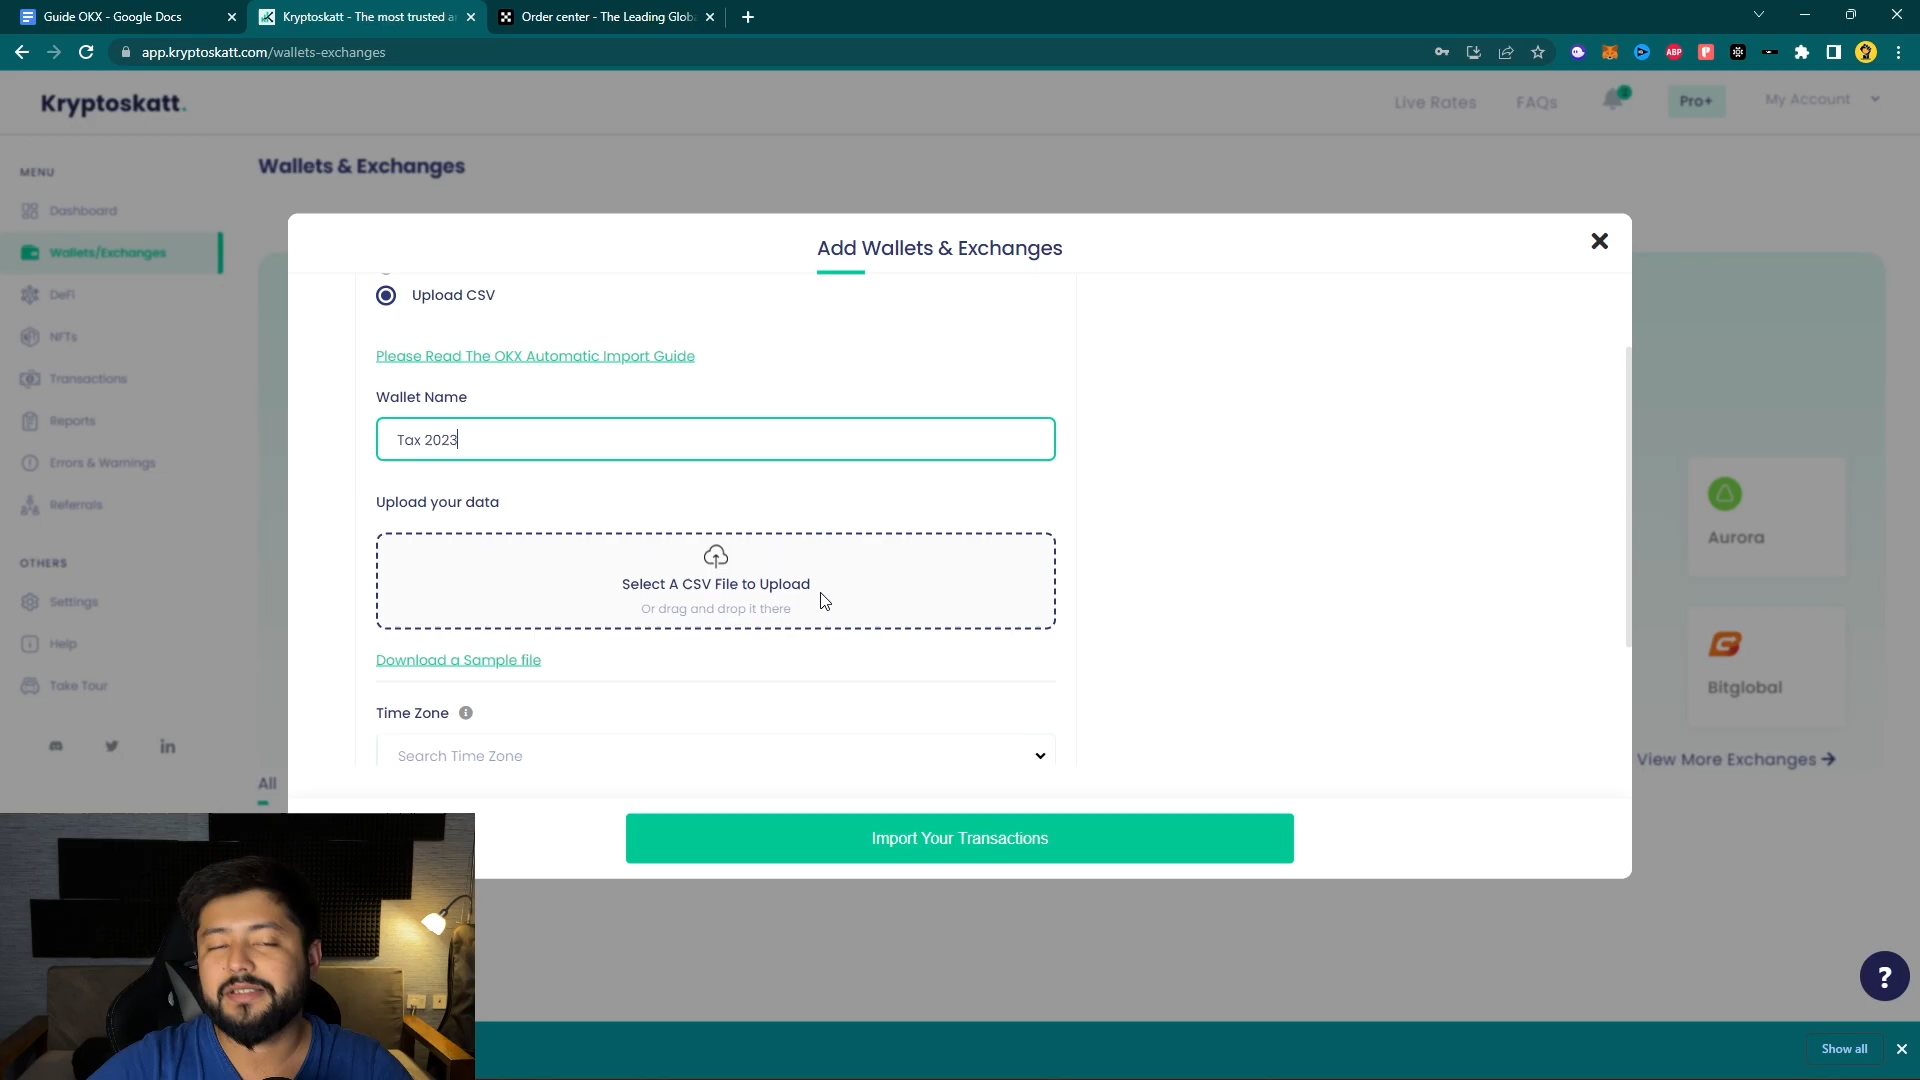 Guide OKX - Google Docs
Kryptoskatt - The most trusted a
Order center - The Leading Glob
app.kryptoskatt.com/wallets-exchanges
ABP
Kryptoskatt.
Live Rates
FAQs
Pro+
My Account
MENU
Wallets & Exchanges
Dashboard
Wallets/Exchanges
DeFi
NFTs
Transactions
Reports
Errors & Warnings
Referrals
OTHERS
Settings
Help
Take Tour
in
All
Add Wallets & Exchanges
Upload CSV
Please Read The OKX Automatic Import Guide
Wallet Name
Tax 2023
Upload your data
Select A CSV File to Upload
Or drag and drop it there
Download a Sample file
Time Zone
Search Time Zone
Import Your Transactions
Aurora
Bitglobal
View More Exchanges
?
Show all